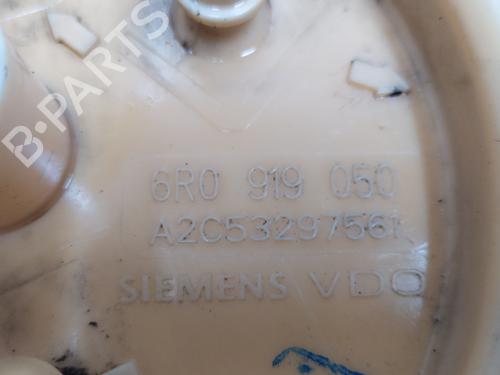 B-PARTS
6R0 919 050
A2C53297561
SIEMENS VDO